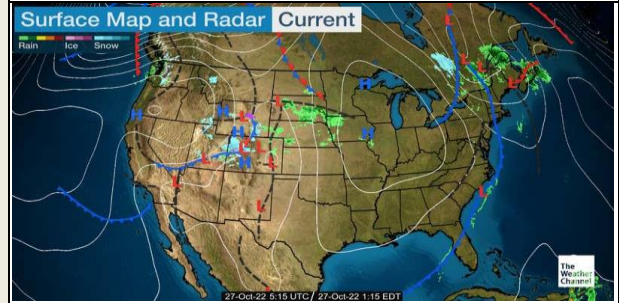 Surface Map and Radar Current
Rain Ice Snow
L
L
L
L
L
H
H
H
L
H
L
H
H
L
L
H
L
L
L
L
L
27-Oct-22 5:15 UTC / 27-Oct-22 1:15 EDT
The
Weather
Channel